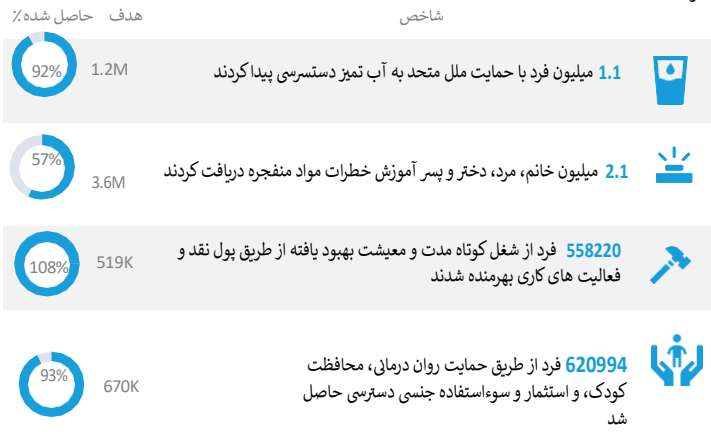 شاخص هدف حاصل شده٪
1.1 میلیون فرد با حمایت ملل متحد به آب تمیز دستسرسی پیدا کردند
1.2M
92%
2.1 میلیون خانم، مرد، دختر و پسر آموزش خطرات مواد منفجره دریافت کردند
3.6M
57%
558220 فرد از شغل کوتاه مدت و معیشت بهبود یافته از طریق پول نقد و
فعالیت های کاری بهرمنده شدند
519K
108%
620994 فرد از طریق حمایت روان درمانی، محافظت
کودک، و استثمار و سوءاستفاده جنسی دسترسی حاصل
شد
670K
93%